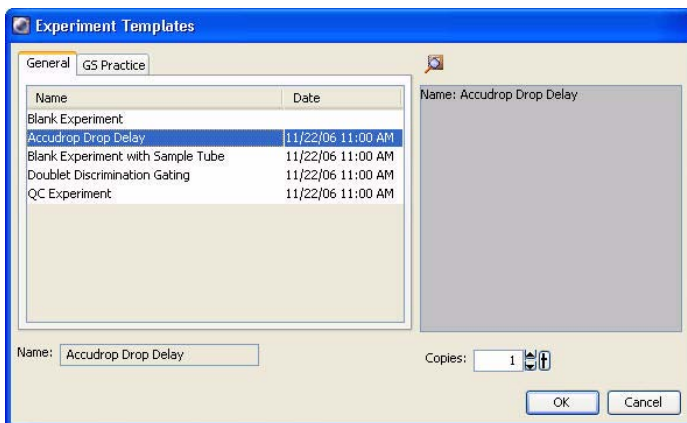 Experiment Templates
General GS Practice
Name Date
Blank Experiment
Accudrop Drop Delay 11/22/06 11:00 AM
Blank Experiment with Sample Tube 11/22/06 11:00 AM
Doublet Discrimination Gating 11/22/06 11:00 AM
QC Experiment 11/22/06 11:00 AM
Name: Accudrop Drop Delay
Name: Accudrop Drop Delay
Copies: 1
OK Cancel